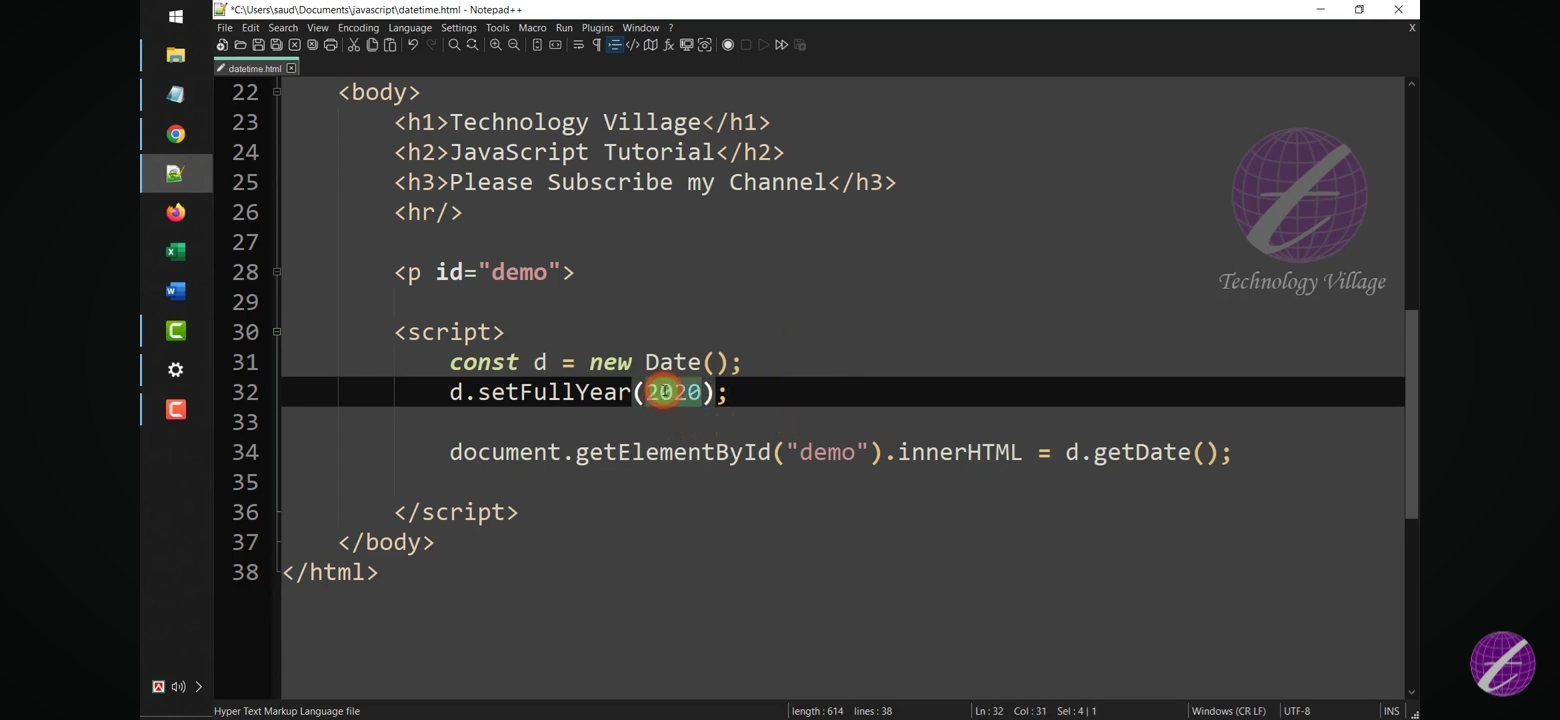 *C:\Users\saud\Documents\javascript\datetime.html - Notepad++
File Edit Search View Encoding Language Settings Tools Macro Run Plugins Window ? X
datetime.html
22 <body>
23 <h1>Technology Village</h1>
24 <h2>JavaScript Tutorial</h2>
25 <h3>Please Subscribe my Channel</h3>
26 <hr/>
27
28 <p id="demo">
29
30 <script>
31 const d = new Date();
32 d.setFullYear(2020);
33
34 document.getElementById("demo").innerHTML = d.getDate();
35
36 </script>
37 </body>
38 </html>
Technology Village
Hyper Text Markup Language file length : 614 lines : 38 Ln : 32 Col : 31 Sel : 4 | 1 Windows (CR LF) UTF-8 INS